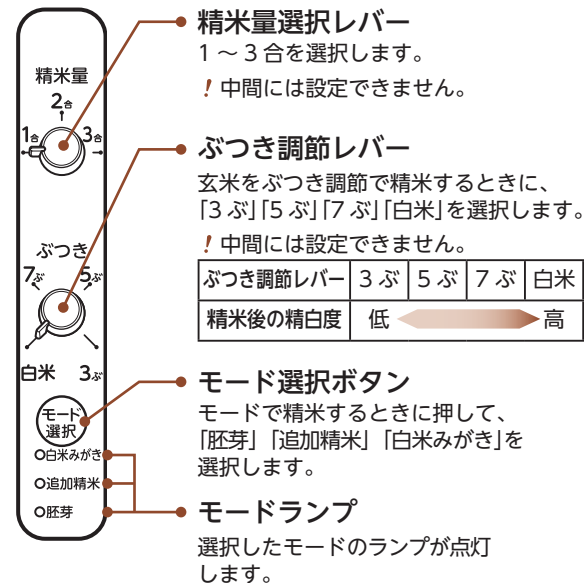 精米量
2合
1合
3合
ぶつき
7ぶ
5ぶ
白米
3ぶ
モード
選択
白米みがき
追加精米
胚芽
精米量選択レバー
1～3合を選択します。
! 中間には設定できません。
ぶつき調節レバー
玄米をぶつき調節で精米するときに、
「3ぶ」「5ぶ」「7ぶ」「白米」を選択します。
! 中間には設定できません。
ぶつき調節レバー 3ぶ 5ぶ 7ぶ 白米
精米後の精白度 低 高
モード選択ボタン
モードで精米するときに押して、
「胚芽」「追加精米」「白米みがき」を
選択します。
モードランプ
選択したモードのランプが点灯
します。